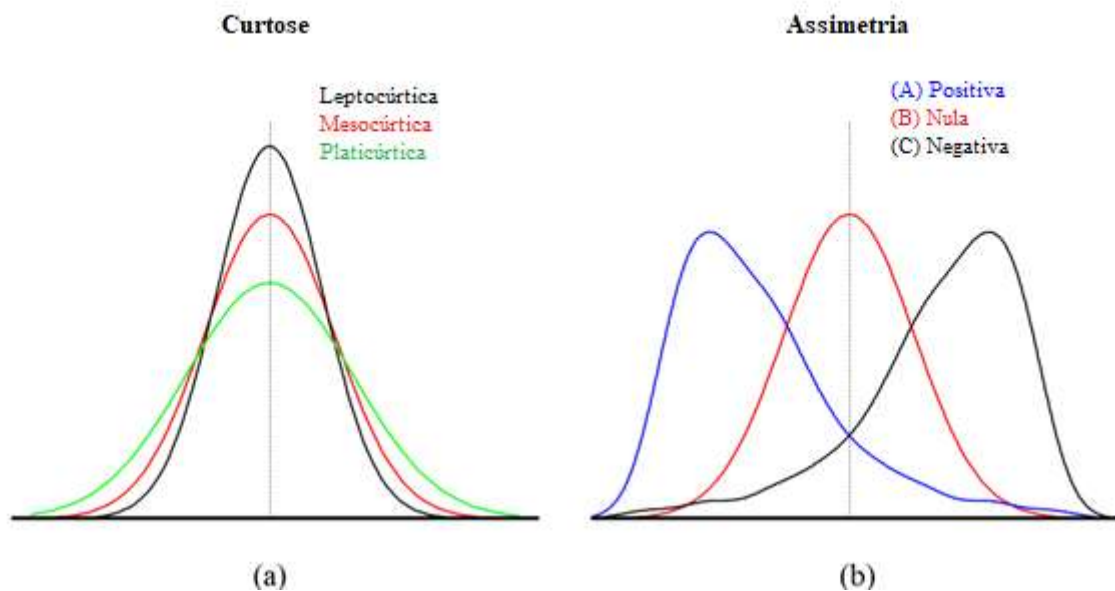 Curtose
Leptocúrtica
Mesocúrtica
Platicúrtica
(a)
Assimetria
(A) Positiva
(B) Nula
(C) Negativa
(b)